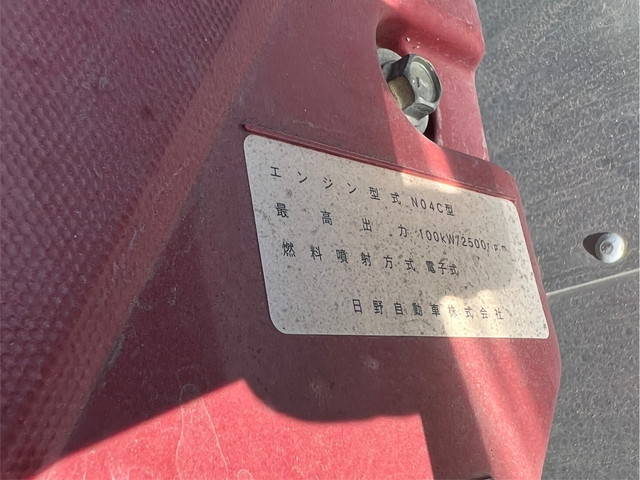 エンジン型式 N04C型
最高出力 100kW/2500r.p.m
燃料噴射方式 電子式
日野自動車株式会社